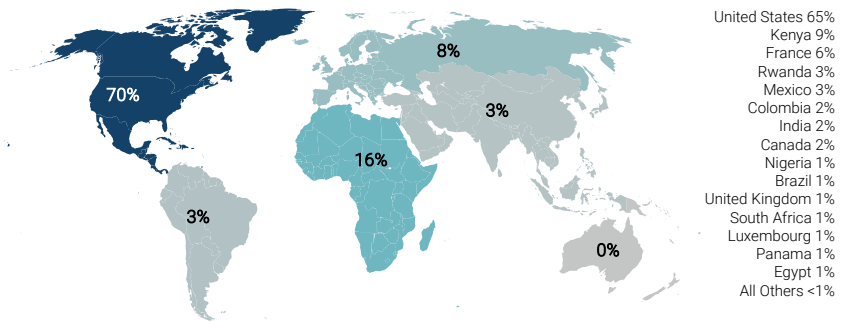 70%
8%
3%
16%
3%
0%
United States 65%
Kenya 9%
France 6%
Rwanda 3%
Mexico 3%
Colombia 2%
India 2%
Canada 2%
Nigeria 1%
Brazil 1%
United Kingdom 1%
South Africa 1%
Luxembourg 1%
Panama 1%
Egypt 1%
All Others <1%